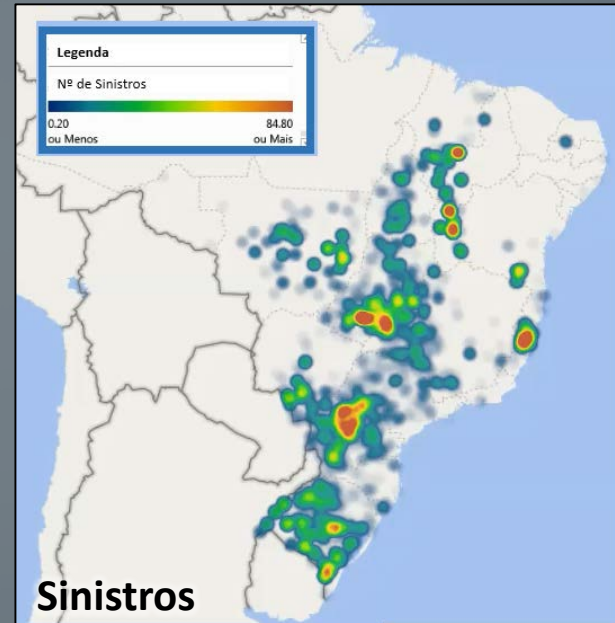 Legenda
Nº de Sinistros
0.20 84.80
ou Menos ou Mais
Sinistros